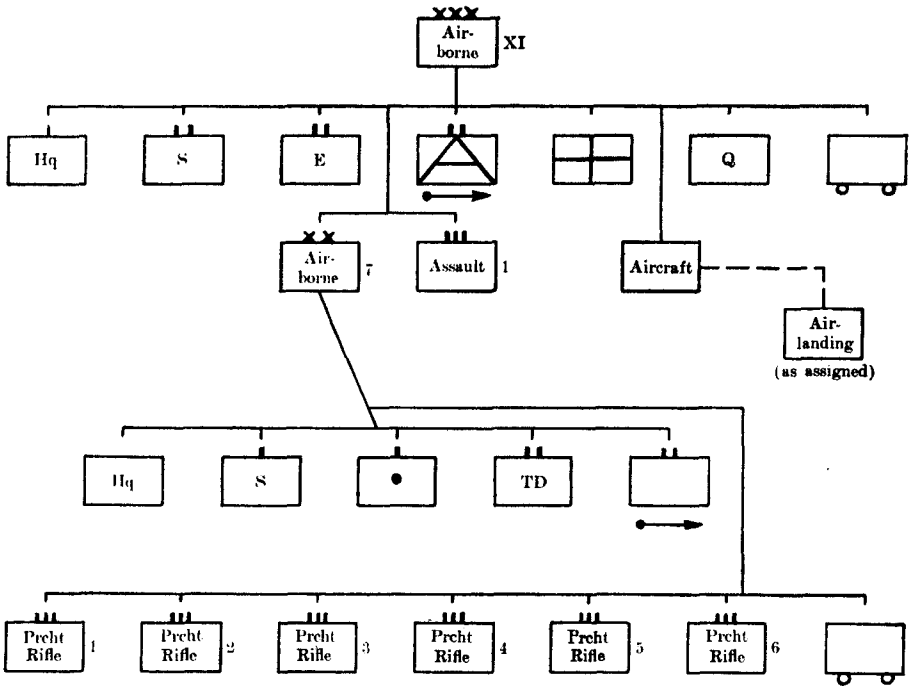 XXX
Air-
borne
XI
Hq
S
E
Q
XX
Air-
borne
7
III
Assault
1
Aircraft
Air-
landing
(as assigned)
Hq
S
TD
Prcht
Rifle
1
Prcht
Rifle
2
Prcht
Rifle
3
Prcht
Rifle
4
Prcht
Rifle
5
Prcht
Rifle
6